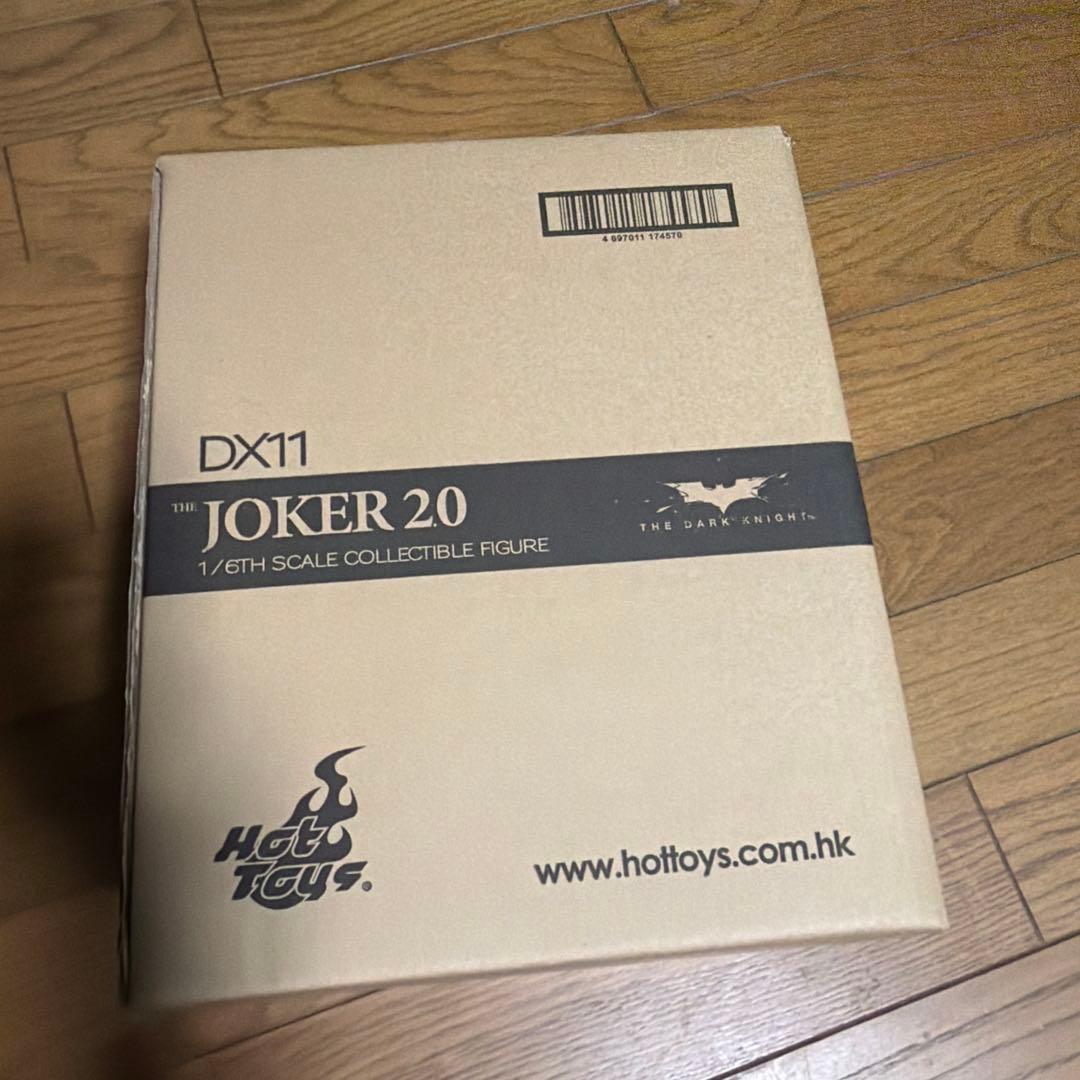 4 897011 174570
DX11
THE JOKER 2.0
1/6TH SCALE COLLECTIBLE FIGURE
THE DARK KNIGHT™
Hot
Toys®
www.hottoys.com.hk